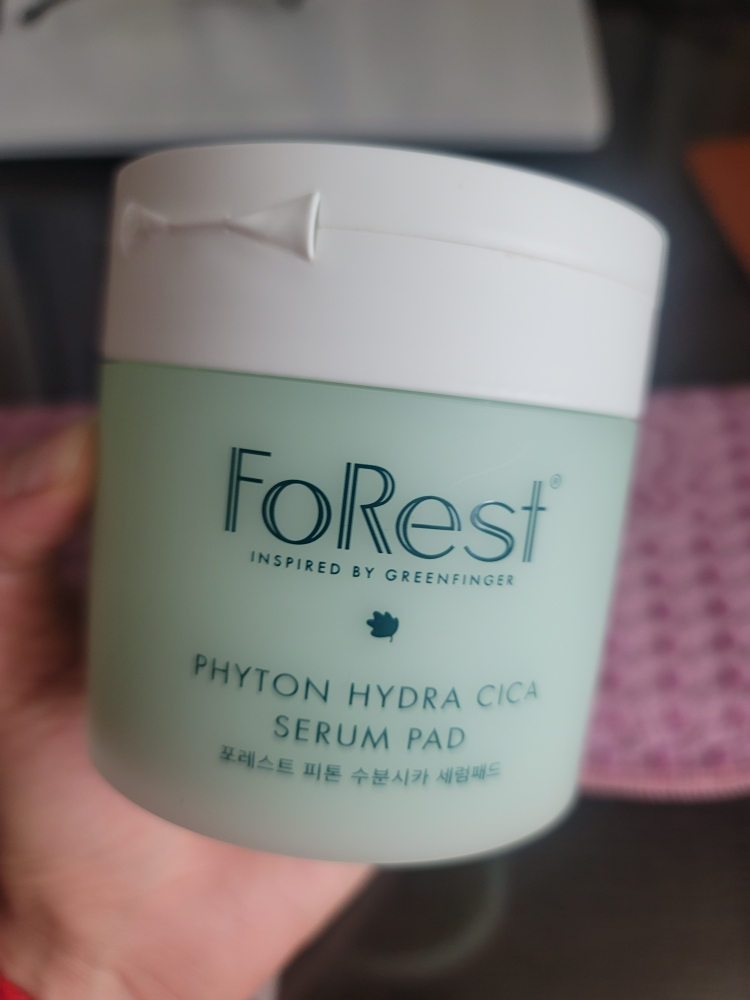 FoRest®
INSPIRED BY GREENFINGER
PHYTON HYDRA CICA
SERUM PAD
포레스트 피톤 수분시카 세럼패드